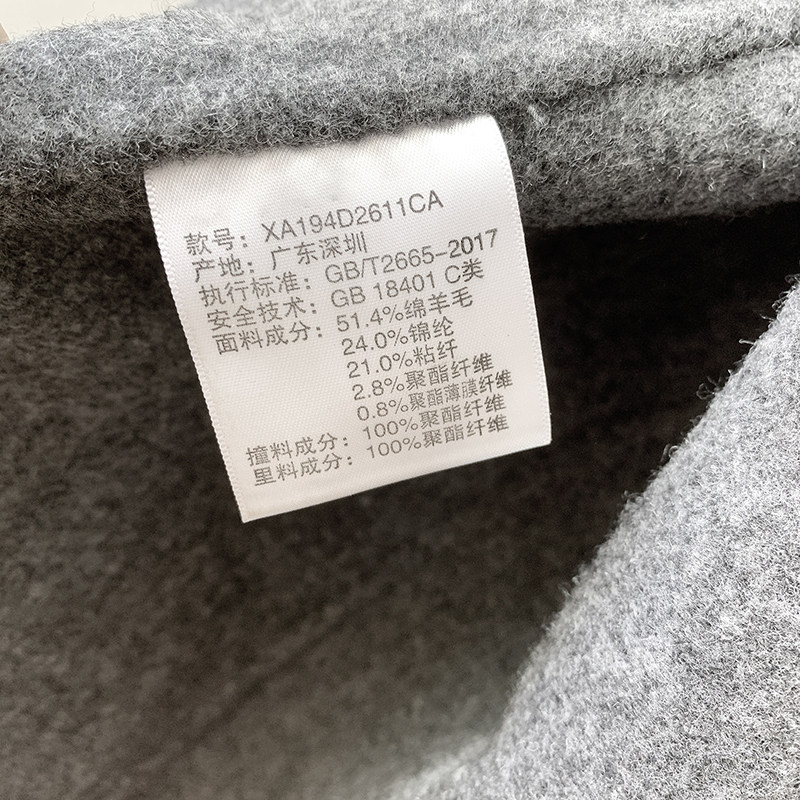 款号：XA194D2611CA
产地：广东深圳
执行标准：GB/T2665-2017
安全技术：GB 18401 C类
面料成分：51.4%绵羊毛
24.0%锦纶
21.0%粘纤
2.8%聚酯纤维
0.8%聚酯薄膜纤维
撞料成分：100%聚酯纤维
里料成分：100%聚酯纤维